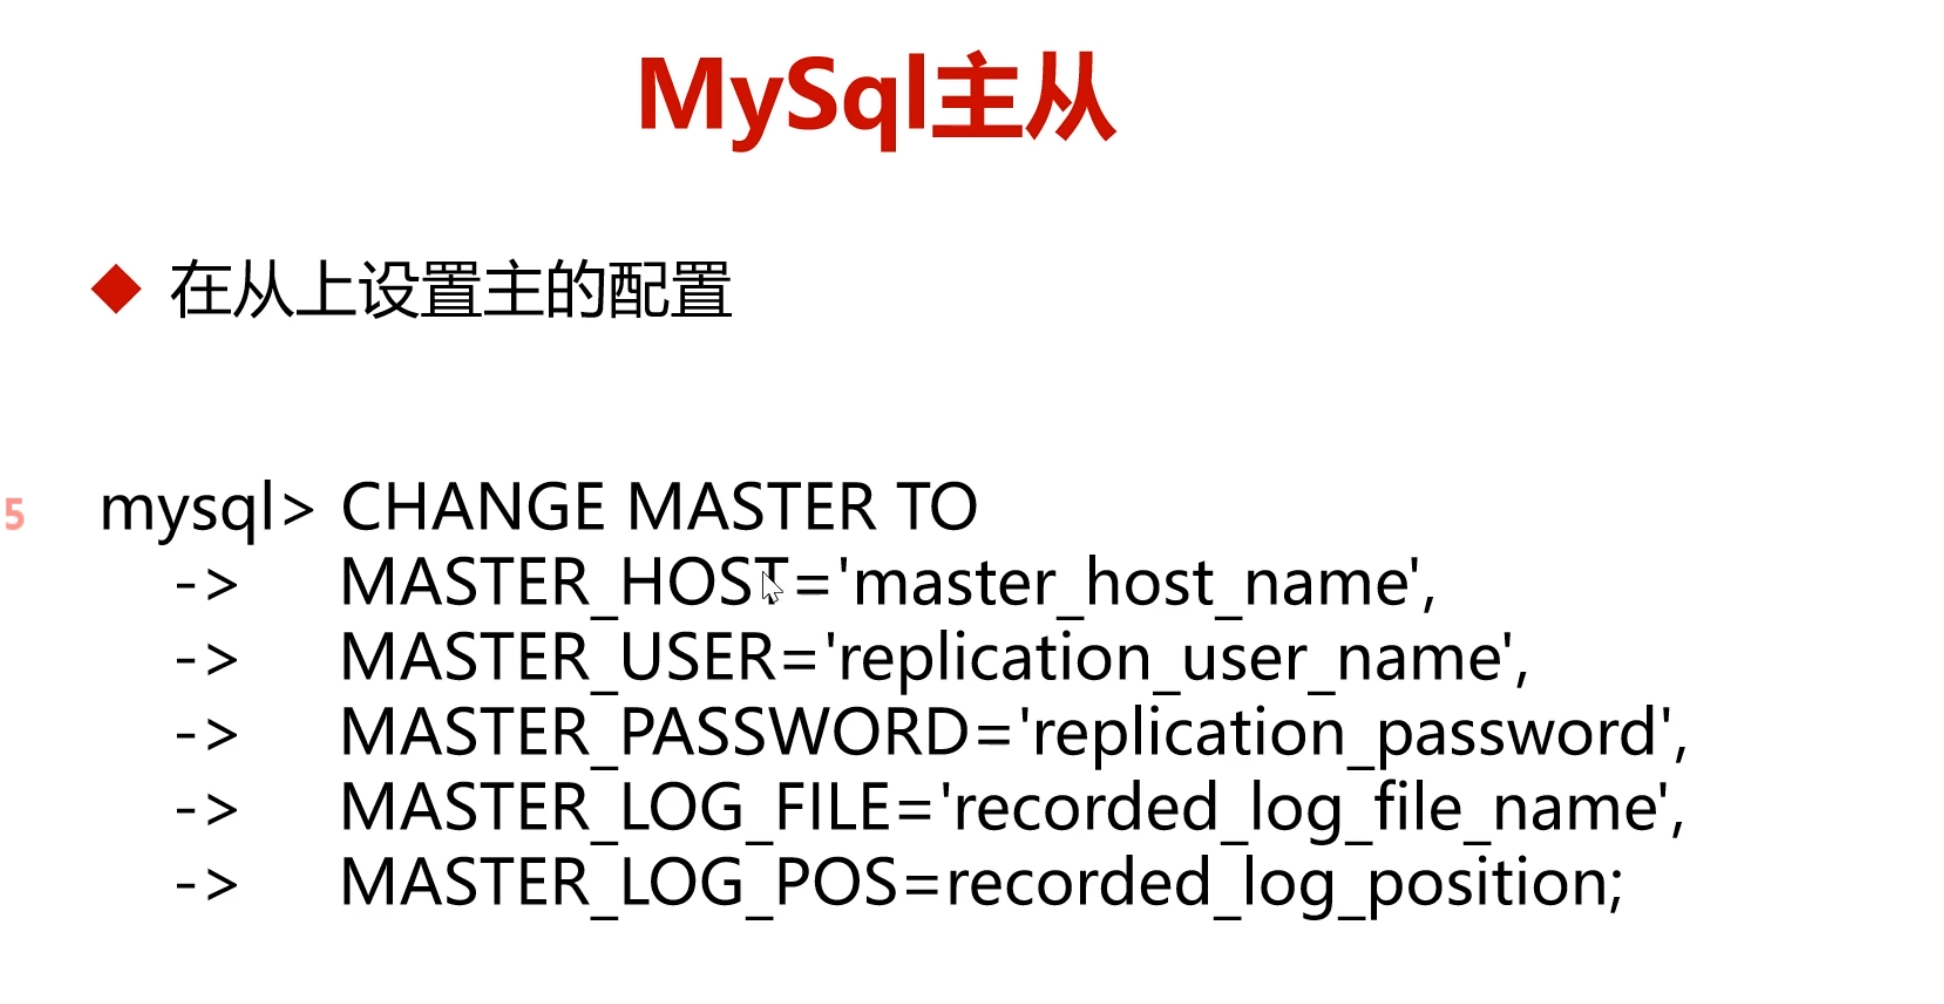 MySql主从
在从上设置主的配置
5
mysql> CHANGE MASTER TO
-> MASTER_HOST='master_host_name',
-> MASTER_USER='replication_user_name',
-> MASTER_PASSWORD='replication_password',
-> MASTER_LOG_FILE='recorded_log_file_name',
-> MASTER_LOG_POS=recorded_log_position;